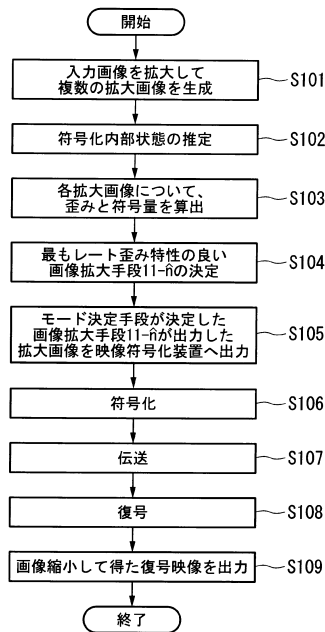 開始
入力画像を拡大して
複数の拡大画像を生成
S101
符号化内部状態の推定
S102
各拡大画像について、
歪みと符号量を算出
S103
最もレート歪み特性の良い
画像拡大手段11-n̂の決定
S104
モード決定手段が決定した
画像拡大手段11-n̂が出力した
拡大画像を映像符号化装置へ出力
S105
符号化
S106
伝送
S107
復号
S108
画像縮小して得た復号映像を出力
S109
終了